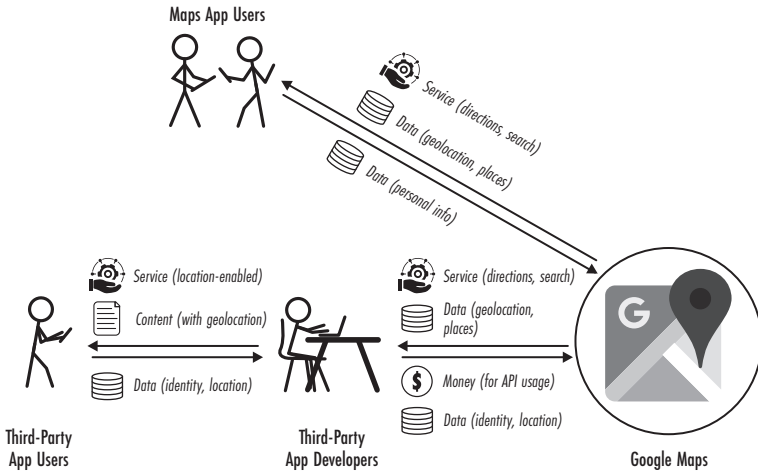 Maps App Users
Service (directions, search)
Data (geolocation, places)
Data (personal info)
Service (location-enabled)
Content (with geolocation)
Data (identity, location)
Service (directions, search)
Data (geolocation,
places)
$ Money (for API usage)
Data (identity, location)
G
Third-Party
App Users
Third-Party
App Developers
Google Maps